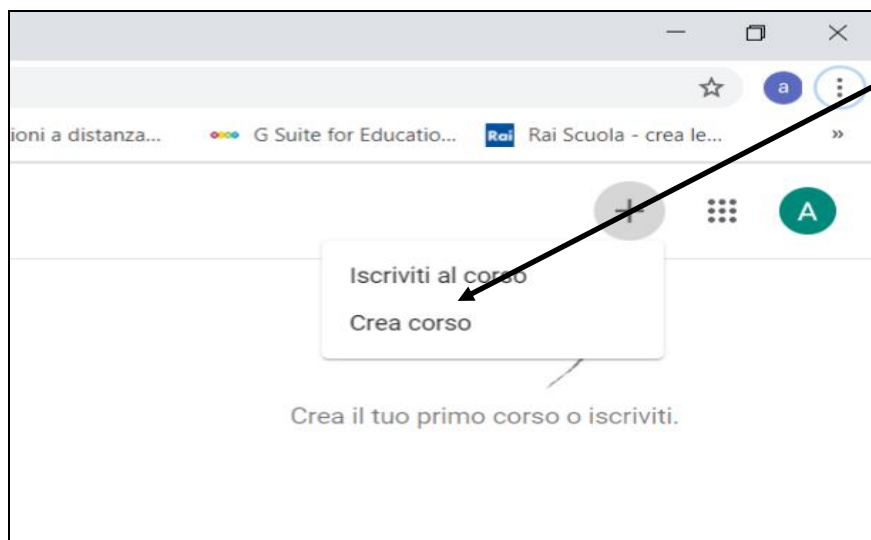 a
ioni a distanza... G Suite for Educatio... Rai Rai Scuola - crea le... »
A
Iscriviti al corso
Crea corso
Crea il tuo primo corso o iscriviti.